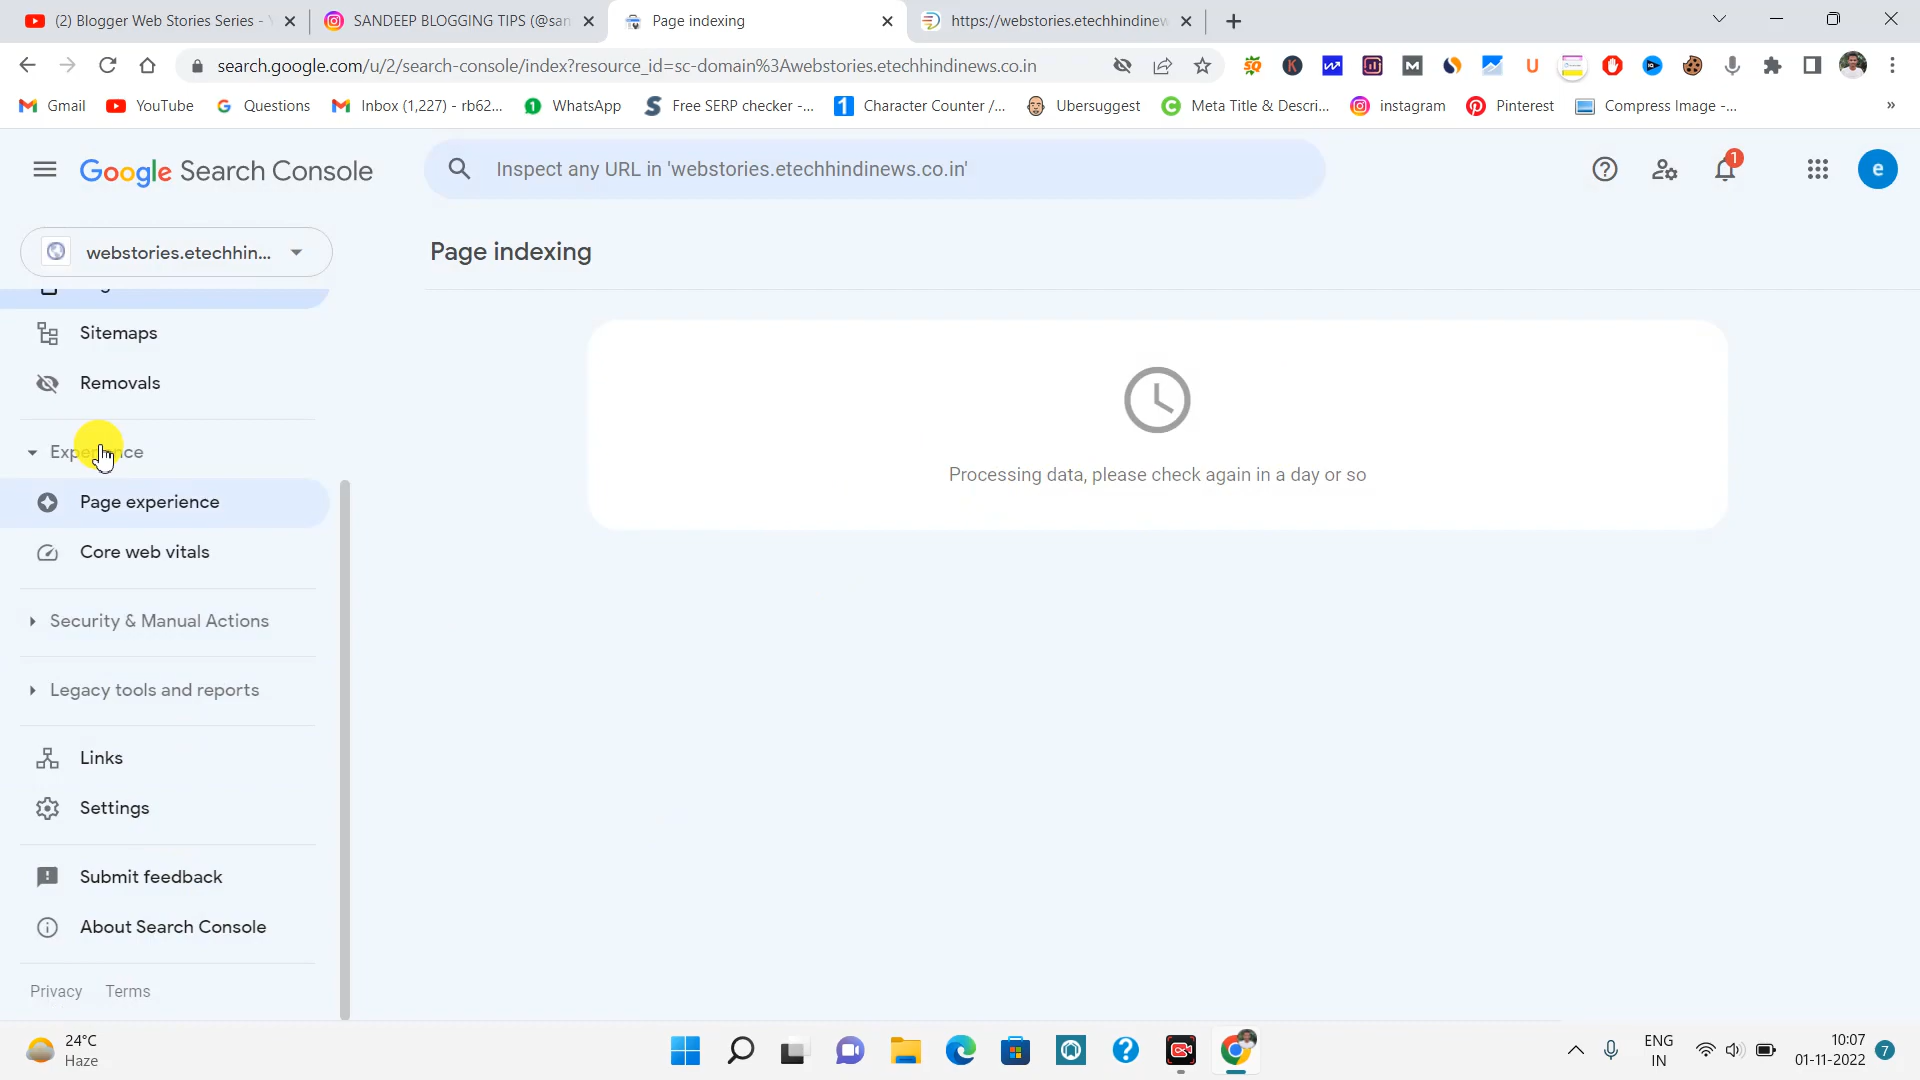 (2) Blogger Web Stories Series -
SANDEEP BLOGGING TIPS (@san
Page indexing
https://webstories.etechhindinew
search.google.com/u/2/search-console/index?resource_id=sc-domain%3Awebstories.etechhindinews.co.in
Gmail
YouTube
Questions
Inbox (1,227) - rb62...
WhatsApp
Free SERP checker -...
Character Counter /...
Ubersuggest
Meta Title & Descri...
instagram
Pinterest
Compress Image -...
»
Google Search Console
Inspect any URL in 'webstories.etechhindinews.co.in'
1
e
webstories.etechhin...
Page indexing
Sitemaps
Removals
Experience
Page experience
Core web vitals
Security & Manual Actions
Legacy tools and reports
Links
Settings
Submit feedback
About Search Console
Privacy
Terms
Processing data, please check again in a day or so
24°C
Haze
ENG
IN
10:07
01-11-2022
7